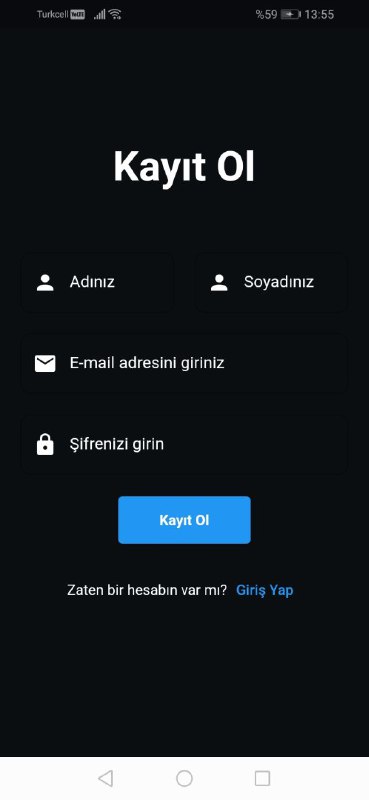 Turkcell VoWiFi %59 13:55
Kayıt Ol
Adınız Soyadınız
E-mail adresini giriniz
Şifrenizi girin
Kayıt Ol
Zaten bir hesabın var mı? Giriş Yap